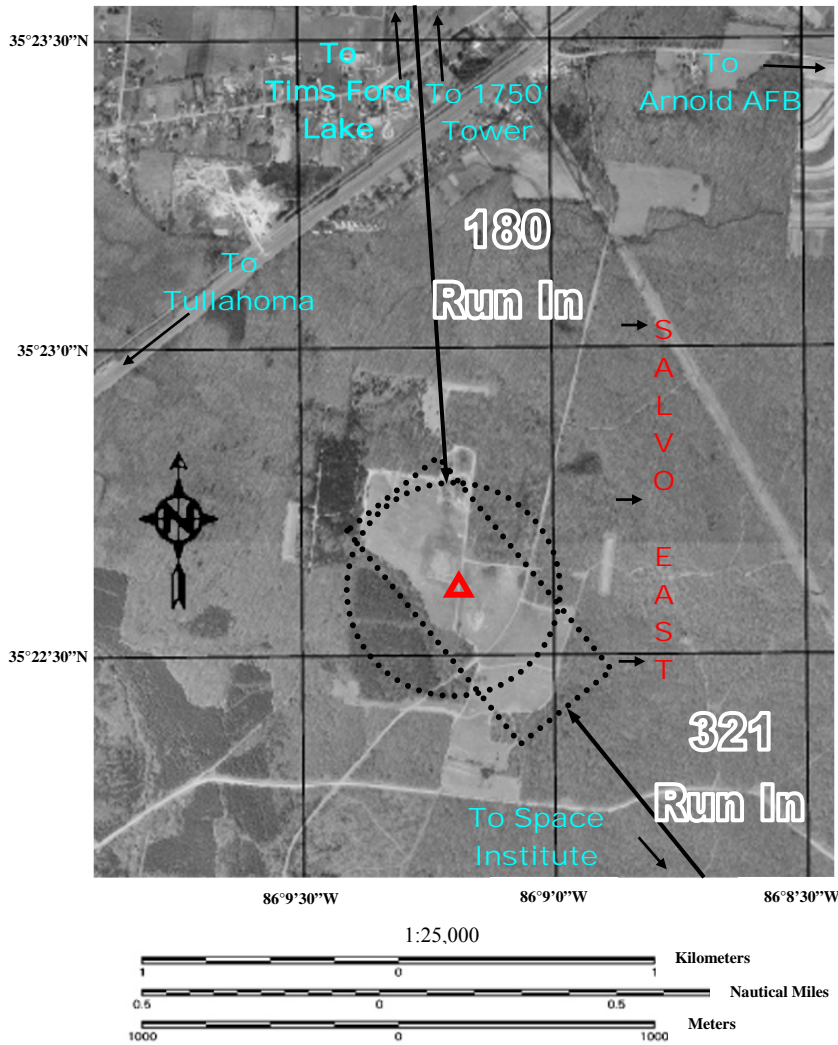 35°23'30"N
To
Tims Ford
Lake
To 1750'
Tower
To
Arnold AFB
180
Run In
To
Tullahoma
35°23'0"N
S
A
L
V
O
E
A
S
T
N
35°22'30"N
321
Run In
To Space
Institute
86°9'30"W
86°9'0"W
86°8'30"W
1:25,000
Kilometers
1 0 1
Nautical Miles
0.5 0 0.5
Meters
1000 0 1000